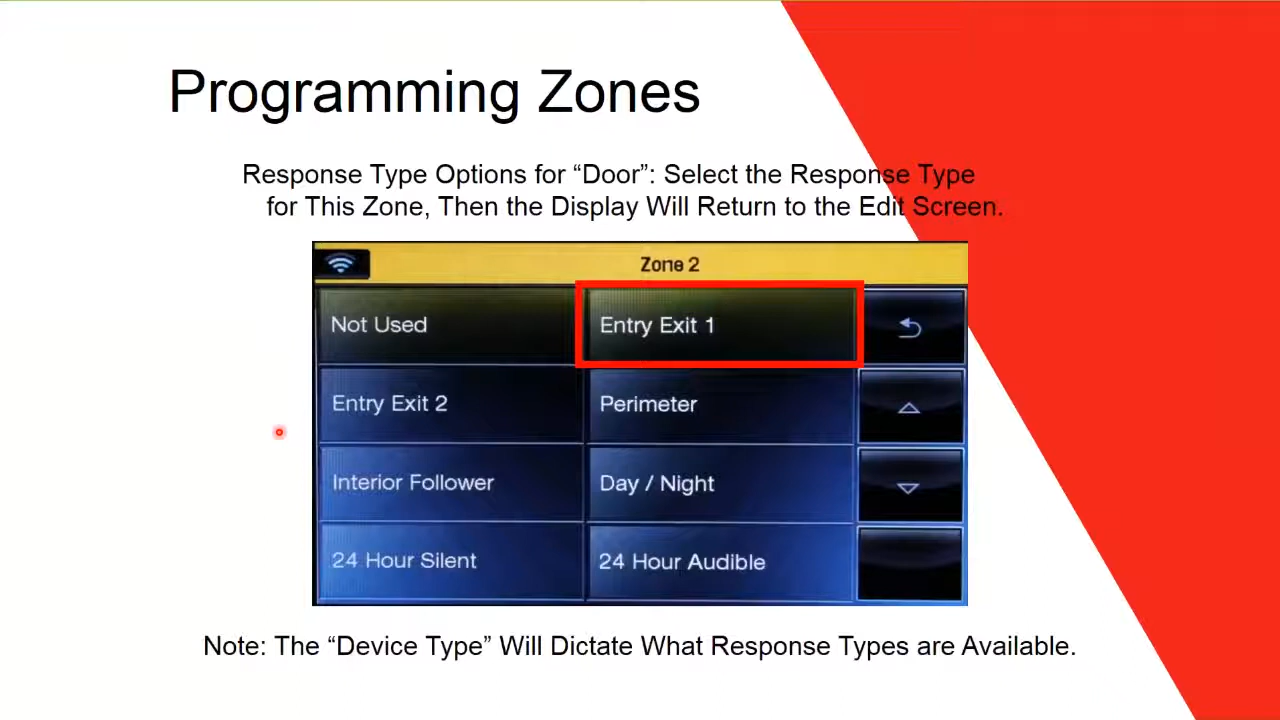 Programming Zones
Response Type Options for “Door”: Select the Response Type
for This Zone, Then the Display Will Return to the Edit Screen.
Zone 2
Not Used
Entry Exit 1
Entry Exit 2
Perimeter
Interior Follower
Day / Night
24 Hour Silent
24 Hour Audible
Note: The “Device Type” Will Dictate What Response Types are Available.